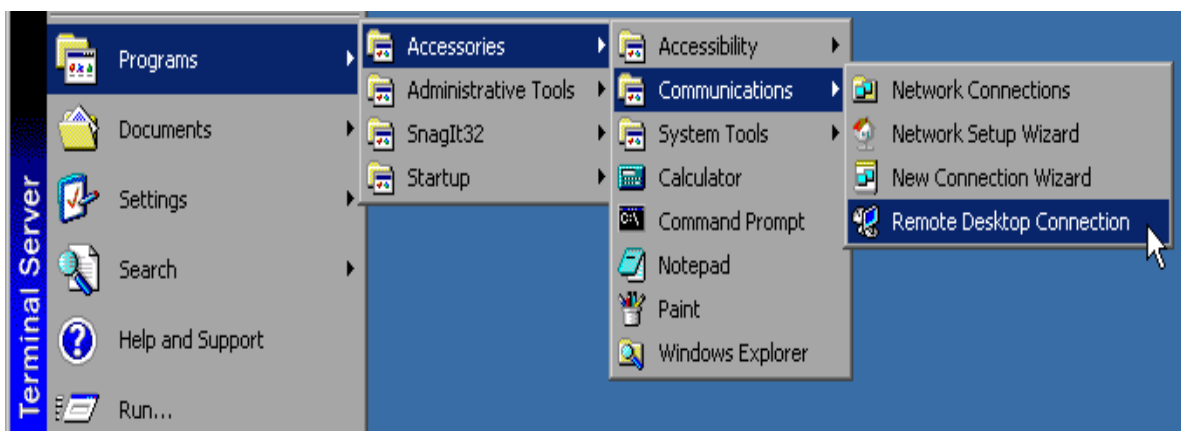 Terminal Server
Programs
Documents
Settings
Search
Help and Support
Run...
Accessories
Administrative Tools
SnagIt32
Startup
Accessibility
Communications
System Tools
Calculator
Command Prompt
Notepad
Paint
Windows Explorer
Network Connections
Network Setup Wizard
New Connection Wizard
Remote Desktop Connection